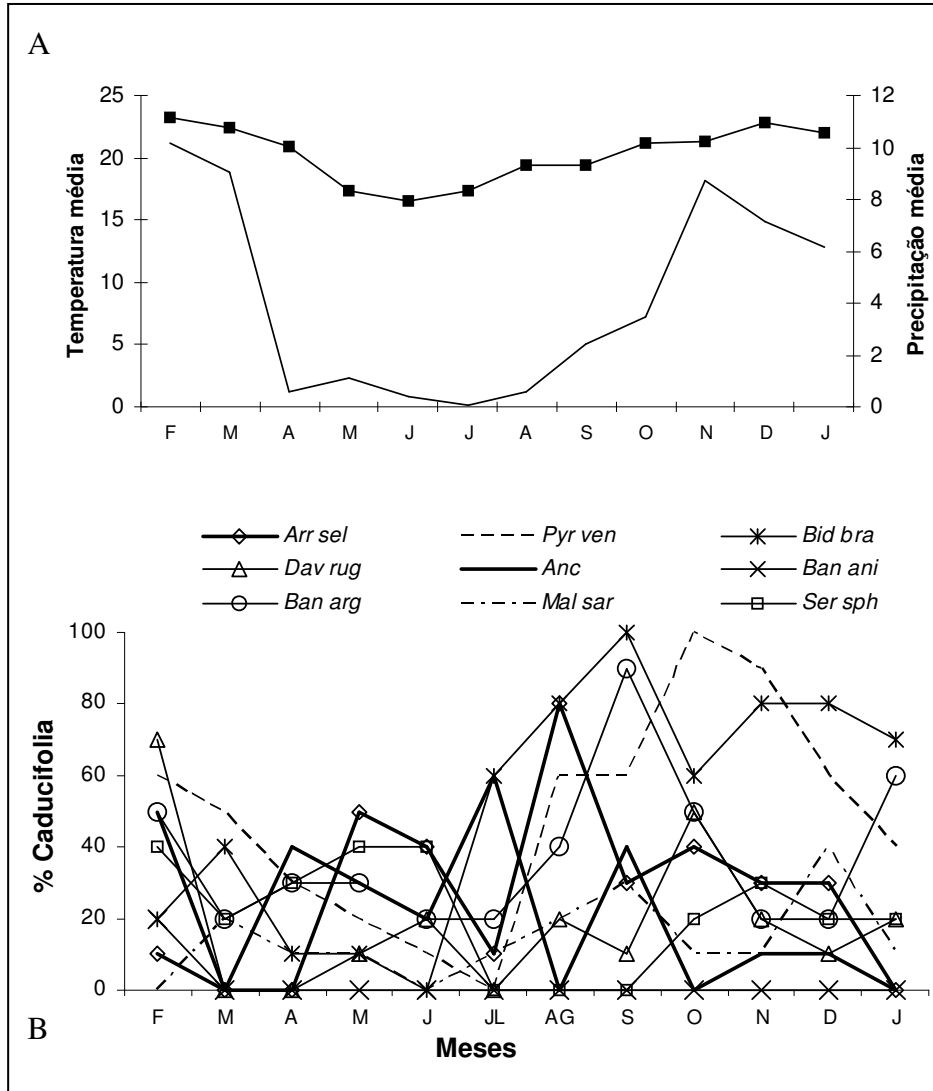 A
Temperatura média
Precipitação média
25
20
15
10
5
0
12
10
8
6
4
2
0
F M A M J J A S O N D J
Arr sel Pyr ven Bid bra
Dav rug Anc Ban ani
Ban arg Mal sar Ser sph
% Caducifolia
100
80
60
40
20
0
F M A M J JL AG S O N D J
Meses
B